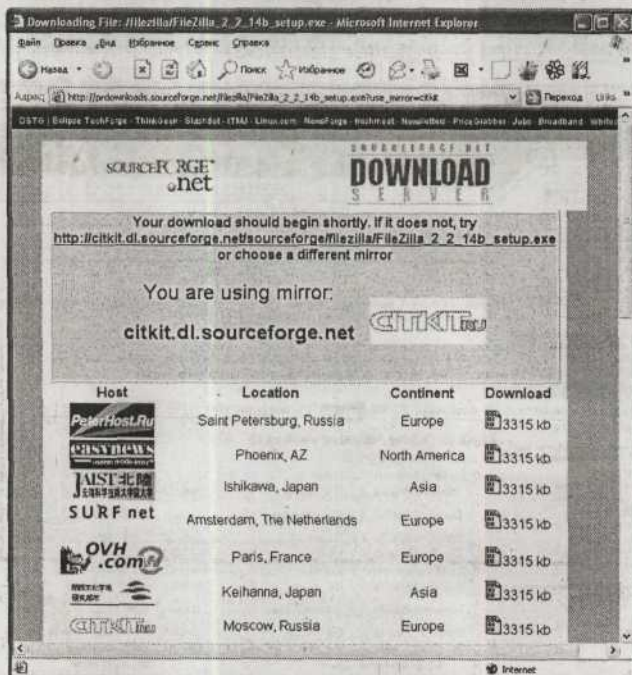 Downloading File: /filezilla/FileZilla_2_2_14b_setup.exe - Microsoft Internet Explorer
Файл Правка Вид Избранное Сервис Справка
Назад Поиск Избранное
Адрес: http://prdownloads.sourceforge.net/filezilla/FileZilla_2_2_14b_setup.exe?use_mirror=citkit Переход Links
OSTG | Eclipse TechForge - ThinkGeek - Slashdot - ITMJ - Linux.com - NewsForge - freshmeat - Newsletters - PriceGrabber Jobs Broadband
SOURCEFORGE .net
SOURCEFORGE NET
DOWNLOAD
SERVER
Your download should begin shortly. If it does not, try
http://citkit.dl.sourceforge.net/sourceforge/filezilla/FileZilla_2_2_14b_setup.exe
or choose a different mirror
You are using mirror:
citkit.dl.sourceforge.net CITKIT.RU
Host Location Continent Download
PeterHost.Ru Saint Petersburg, Russia Europe 3315 kb
easynews Phoenix, AZ North America 3315 kb
JAIST 北陸 Ishikawa, Japan Asia 3315 kb
SURF net Amsterdam, The Netherlands Europe 3315 kb
OVH .com Paris, France Europe 3315 kb
Keihanna, Japan Asia 3315 kb
CITKIT.RU Moscow, Russia Europe 3315 kb
Internet